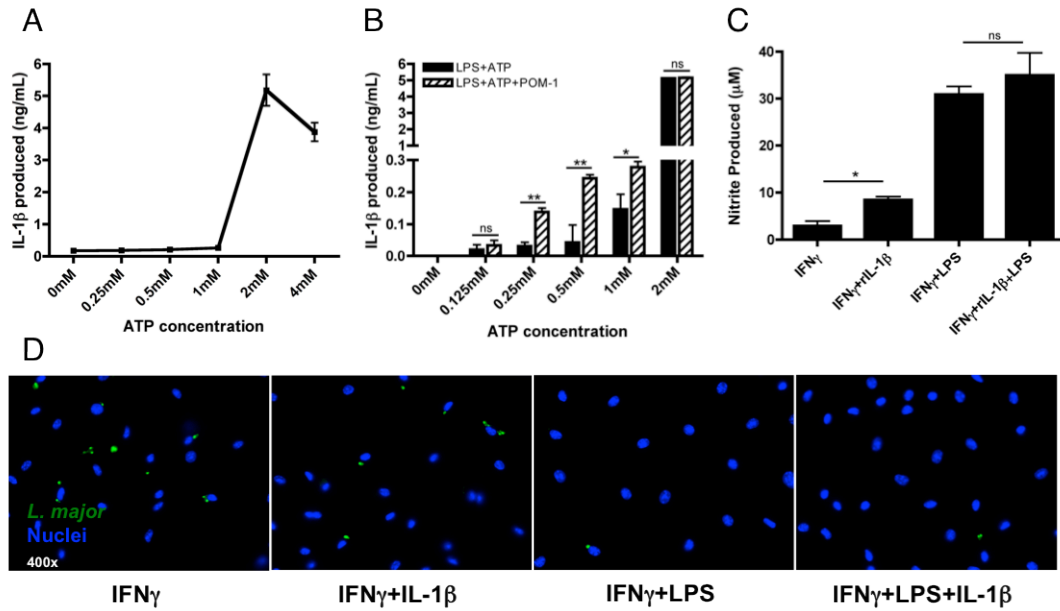 A
IL-1β produced (ng/mL)
6
5
4
3
2
1
0
0mM
0.25mM
0.5mM
1mM
2mM
4mM
ATP concentration
B
IL-1β produced (ng/mL)
LPS+ATP
LPS+ATP+POM-1
6
5
4
3
2
1
0.3
0.2
0.1
0.0
ns
**
**
*
ns
0mM
0.125mM
0.25mM
0.5mM
1mM
2mM
ATP concentration
C
Nitrite Produced (μM)
40
30
20
10
0
*
ns
IFNγ
IFNγ+rIL-1β
IFNγ+LPS
IFNγ+rIL-1β+LPS
D
L. major
Nuclei
400x
IFNγ
IFNγ+IL-1β
IFNγ+LPS
IFNγ+LPS+IL-1β